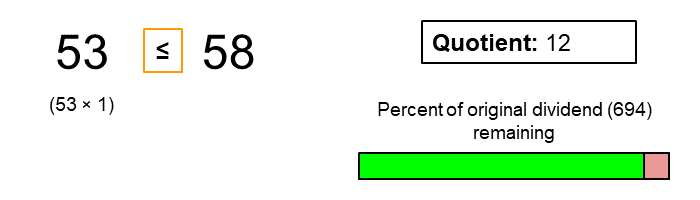 53 ≤ 58
(53 × 1)
Quotient: 12
Percent of original dividend (694)
remaining